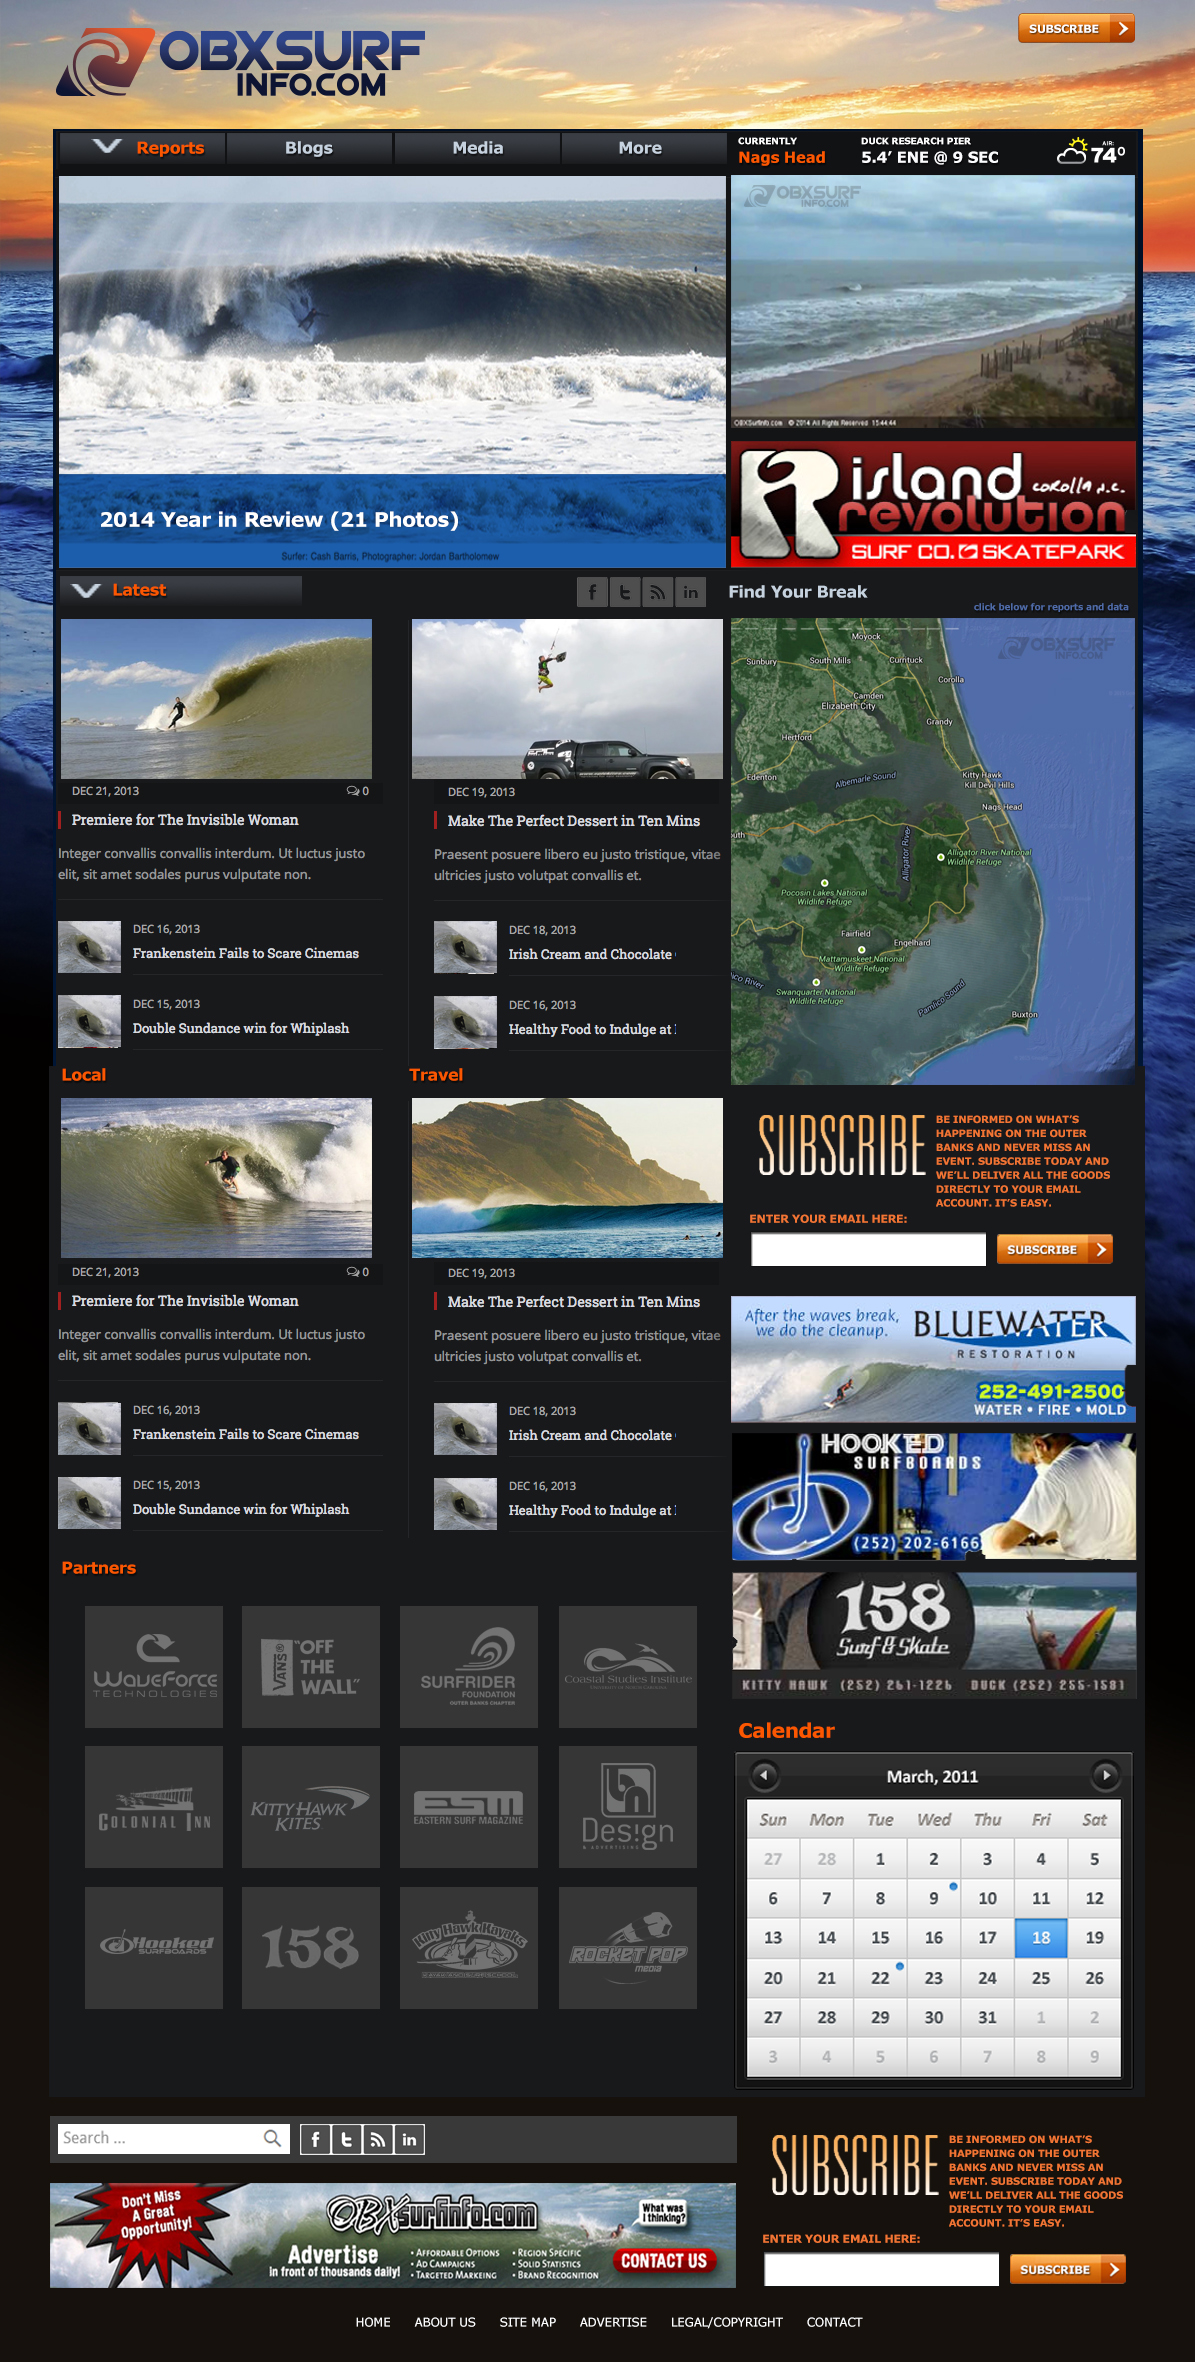 OBXSURF
INFO.COM
SUBSCRIBE
Reports
Blogs
Media
More
CURRENTLY
Nags Head
DUCK RESEARCH PIER
5.4' ENE @ 9 SEC
AIR:
74°
OBXSURF
INFO.COM
OBXSurfInfo.com © 2014 All Rights Reserved 15:44:44
2014 Year in Review (21 Photos)
Surfer: Cash Barris, Photographer: Jordan Bartholomew
iR island
corolla n.c.
revolution
SURF CO. SKATEPARK
Latest
Find Your Break
click below for reports and data
DEC 21, 2013
0
Premiere for The Invisible Woman
Integer convallis convallis interdum. Ut luctus justo
elit, sit amet sodales purus vulputate non.
DEC 16, 2013
Frankenstein Fails to Scare Cinemas
DEC 15, 2013
Double Sundance win for Whiplash
DEC 19, 2013
Make The Perfect Dessert in Ten Mins
Praesent posuere libero eu justo tristique, vitae
ultricies justo volutpat convallis et.
DEC 18, 2013
Irish Cream and Chocolate
DEC 16, 2013
Healthy Food to Indulge at
OBXSURF
INFO.COM
Moyock
Sunbury
South Mills
Currituck
Corolla
Camden
Elizabeth City
Grandy
Hertford
Edenton
Albemarle Sound
Kitty Hawk
Kill Devil Hills
Nags Head
outh
Alligator River
Alligator River National
Wildlife Refuge
Pocosin Lakes National
Wildlife Refuge
Fairfield
Engelhard
Mattamuskeet National
Wildlife Refuge
ico River
Swanquarter National
Wildlife Refuge
Pamlico Sound
Buxton
Local
DEC 21, 2013
0
Premiere for The Invisible Woman
Integer convallis convallis interdum. Ut luctus justo
elit, sit amet sodales purus vulputate non.
DEC 16, 2013
Frankenstein Fails to Scare Cinemas
DEC 15, 2013
Double Sundance win for Whiplash
Travel
DEC 19, 2013
Make The Perfect Dessert in Ten Mins
Praesent posuere libero eu justo tristique, vitae
ultricies justo volutpat convallis et.
DEC 18, 2013
Irish Cream and Chocolate
DEC 16, 2013
Healthy Food to Indulge at
SUBSCRIBE
BE INFORMED ON WHAT'S
HAPPENING ON THE OUTER
BANKS AND NEVER MISS AN
EVENT. SUBSCRIBE TODAY AND
WE'LL DELIVER ALL THE GOODS
DIRECTLY TO YOUR EMAIL
ACCOUNT. IT'S EASY.
ENTER YOUR EMAIL HERE:
SUBSCRIBE
After the waves break,
we do the cleanup.
BLUEWATER
RESTORATION
252-491-2500
WATER • FIRE • MOLD
HOOKED
SURFBOARDS
(252) 202-6166
158
Surf & Skate
KITTY HAWK (252) 261-1226 DUCK (252) 255-1581
Partners
WaveForce
TECHNOLOGIES
VANS
"OFF
THE
WALL"
SURFRIDER
FOUNDATION
OUTER BANKS CHAPTER
Coastal Studies Institute
COLONIAL INN
KITTY HAWK
KITES
ESM
EASTERN SURF MAGAZINE
Des!gn
& ADVERTISING
Hooked
SURFBOARDS
158
Kitty Hawk Kayaks
ROCKET POP
MEDIA
Calendar
March, 2011
Sun Mon Tue Wed Thu Fri Sat
27 28 1 2 3 4 5
6 7 8 9 10 11 12
13 14 15 16 17 18 19
20 21 22 23 24 25 26
27 28 29 30 31 1 2
3 4 5 6 7 8 9
Search ...
Don't Miss
A Great
Opportunity!
OBXsurfinfo.com
What was
I thinking?
Advertise
in front of thousands daily!
• AFFORDABLE OPTIONS
• AD CAMPAIGNS
• TARGETED MARKEING
• REGION SPECIFIC
• SOLID STATISTICS
• BRAND RECOGNITION
CONTACT US
SUBSCRIBE
BE INFORMED ON WHAT'S
HAPPENING ON THE OUTER
BANKS AND NEVER MISS AN
EVENT. SUBSCRIBE TODAY AND
WE'LL DELIVER ALL THE GOODS
DIRECTLY TO YOUR EMAIL
ACCOUNT. IT'S EASY.
ENTER YOUR EMAIL HERE:
SUBSCRIBE
HOME ABOUT US SITE MAP ADVERTISE LEGAL/COPYRIGHT CONTACT